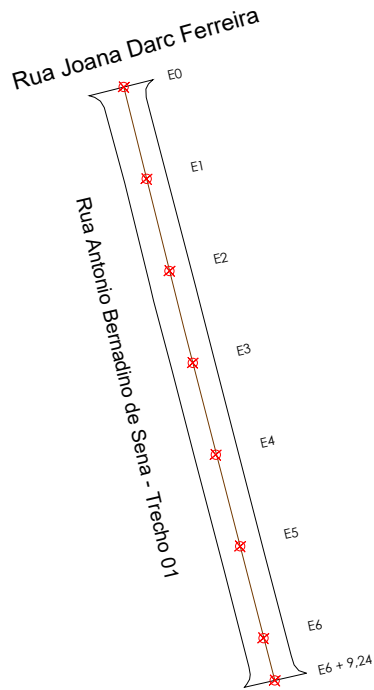 Rua Joana Darc Ferreira
E0
E1
E2
Rua Antonio Bernadino de Sena - Trecho 01
E3
E4
E5
E6
E6 + 9,24